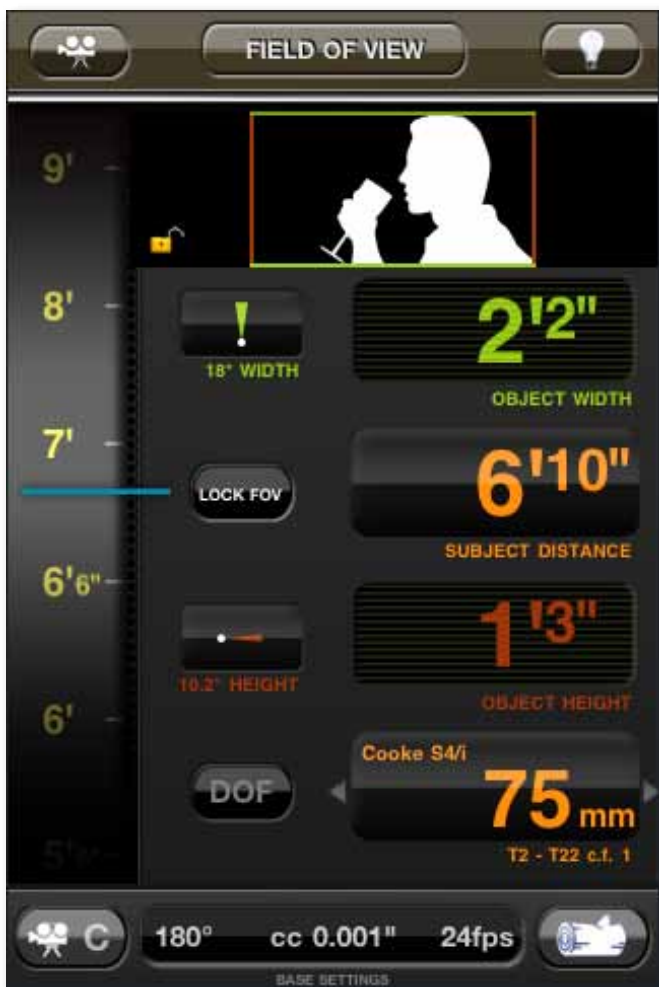 FIELD OF VIEW
9'
8'
2'2"
18° WIDTH
OBJECT WIDTH
7'
LOCK FOV
6'10"
SUBJECT DISTANCE
6'6"
1'3"
10.2° HEIGHT
OBJECT HEIGHT
6'
Cooke S4/i
DOF
75 mm
T2 - T22 c.f. 1
C
180° cc 0.001" 24fps
BASE SETTINGS